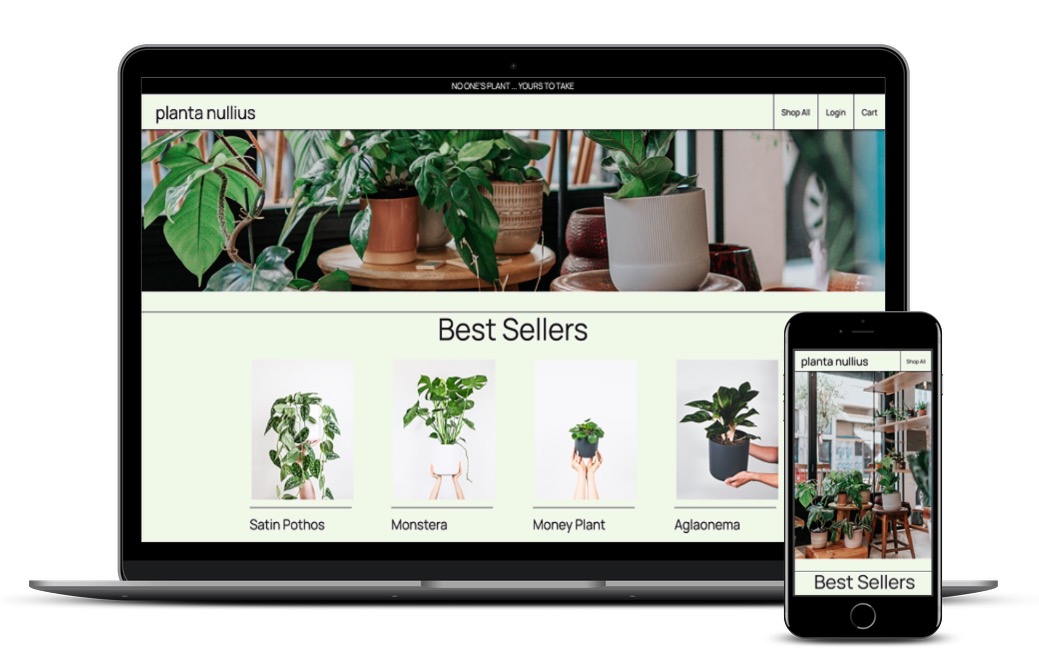 NO ONE'S PLANT ... YOURS TO TAKE
planta nullius
Shop All
Login
Cart
Best Sellers
Satin Pothos
Monstera
Money Plant
Aglaonema
planta nullius
Shop All
Best Sellers